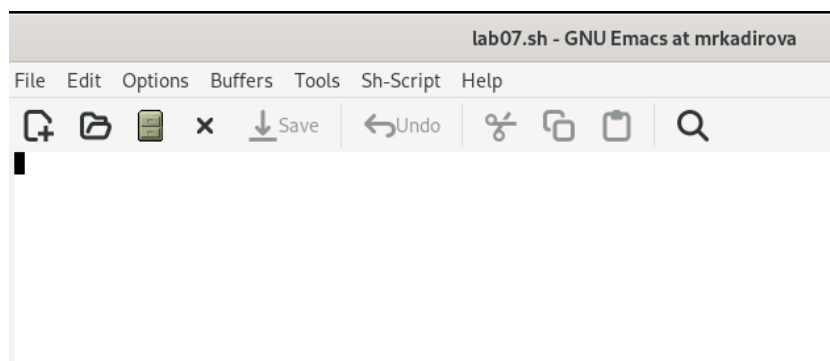 lab07.sh - GNU Emacs at mrkadirova
File Edit Options Buffers Tools Sh-Script Help
Save Undo